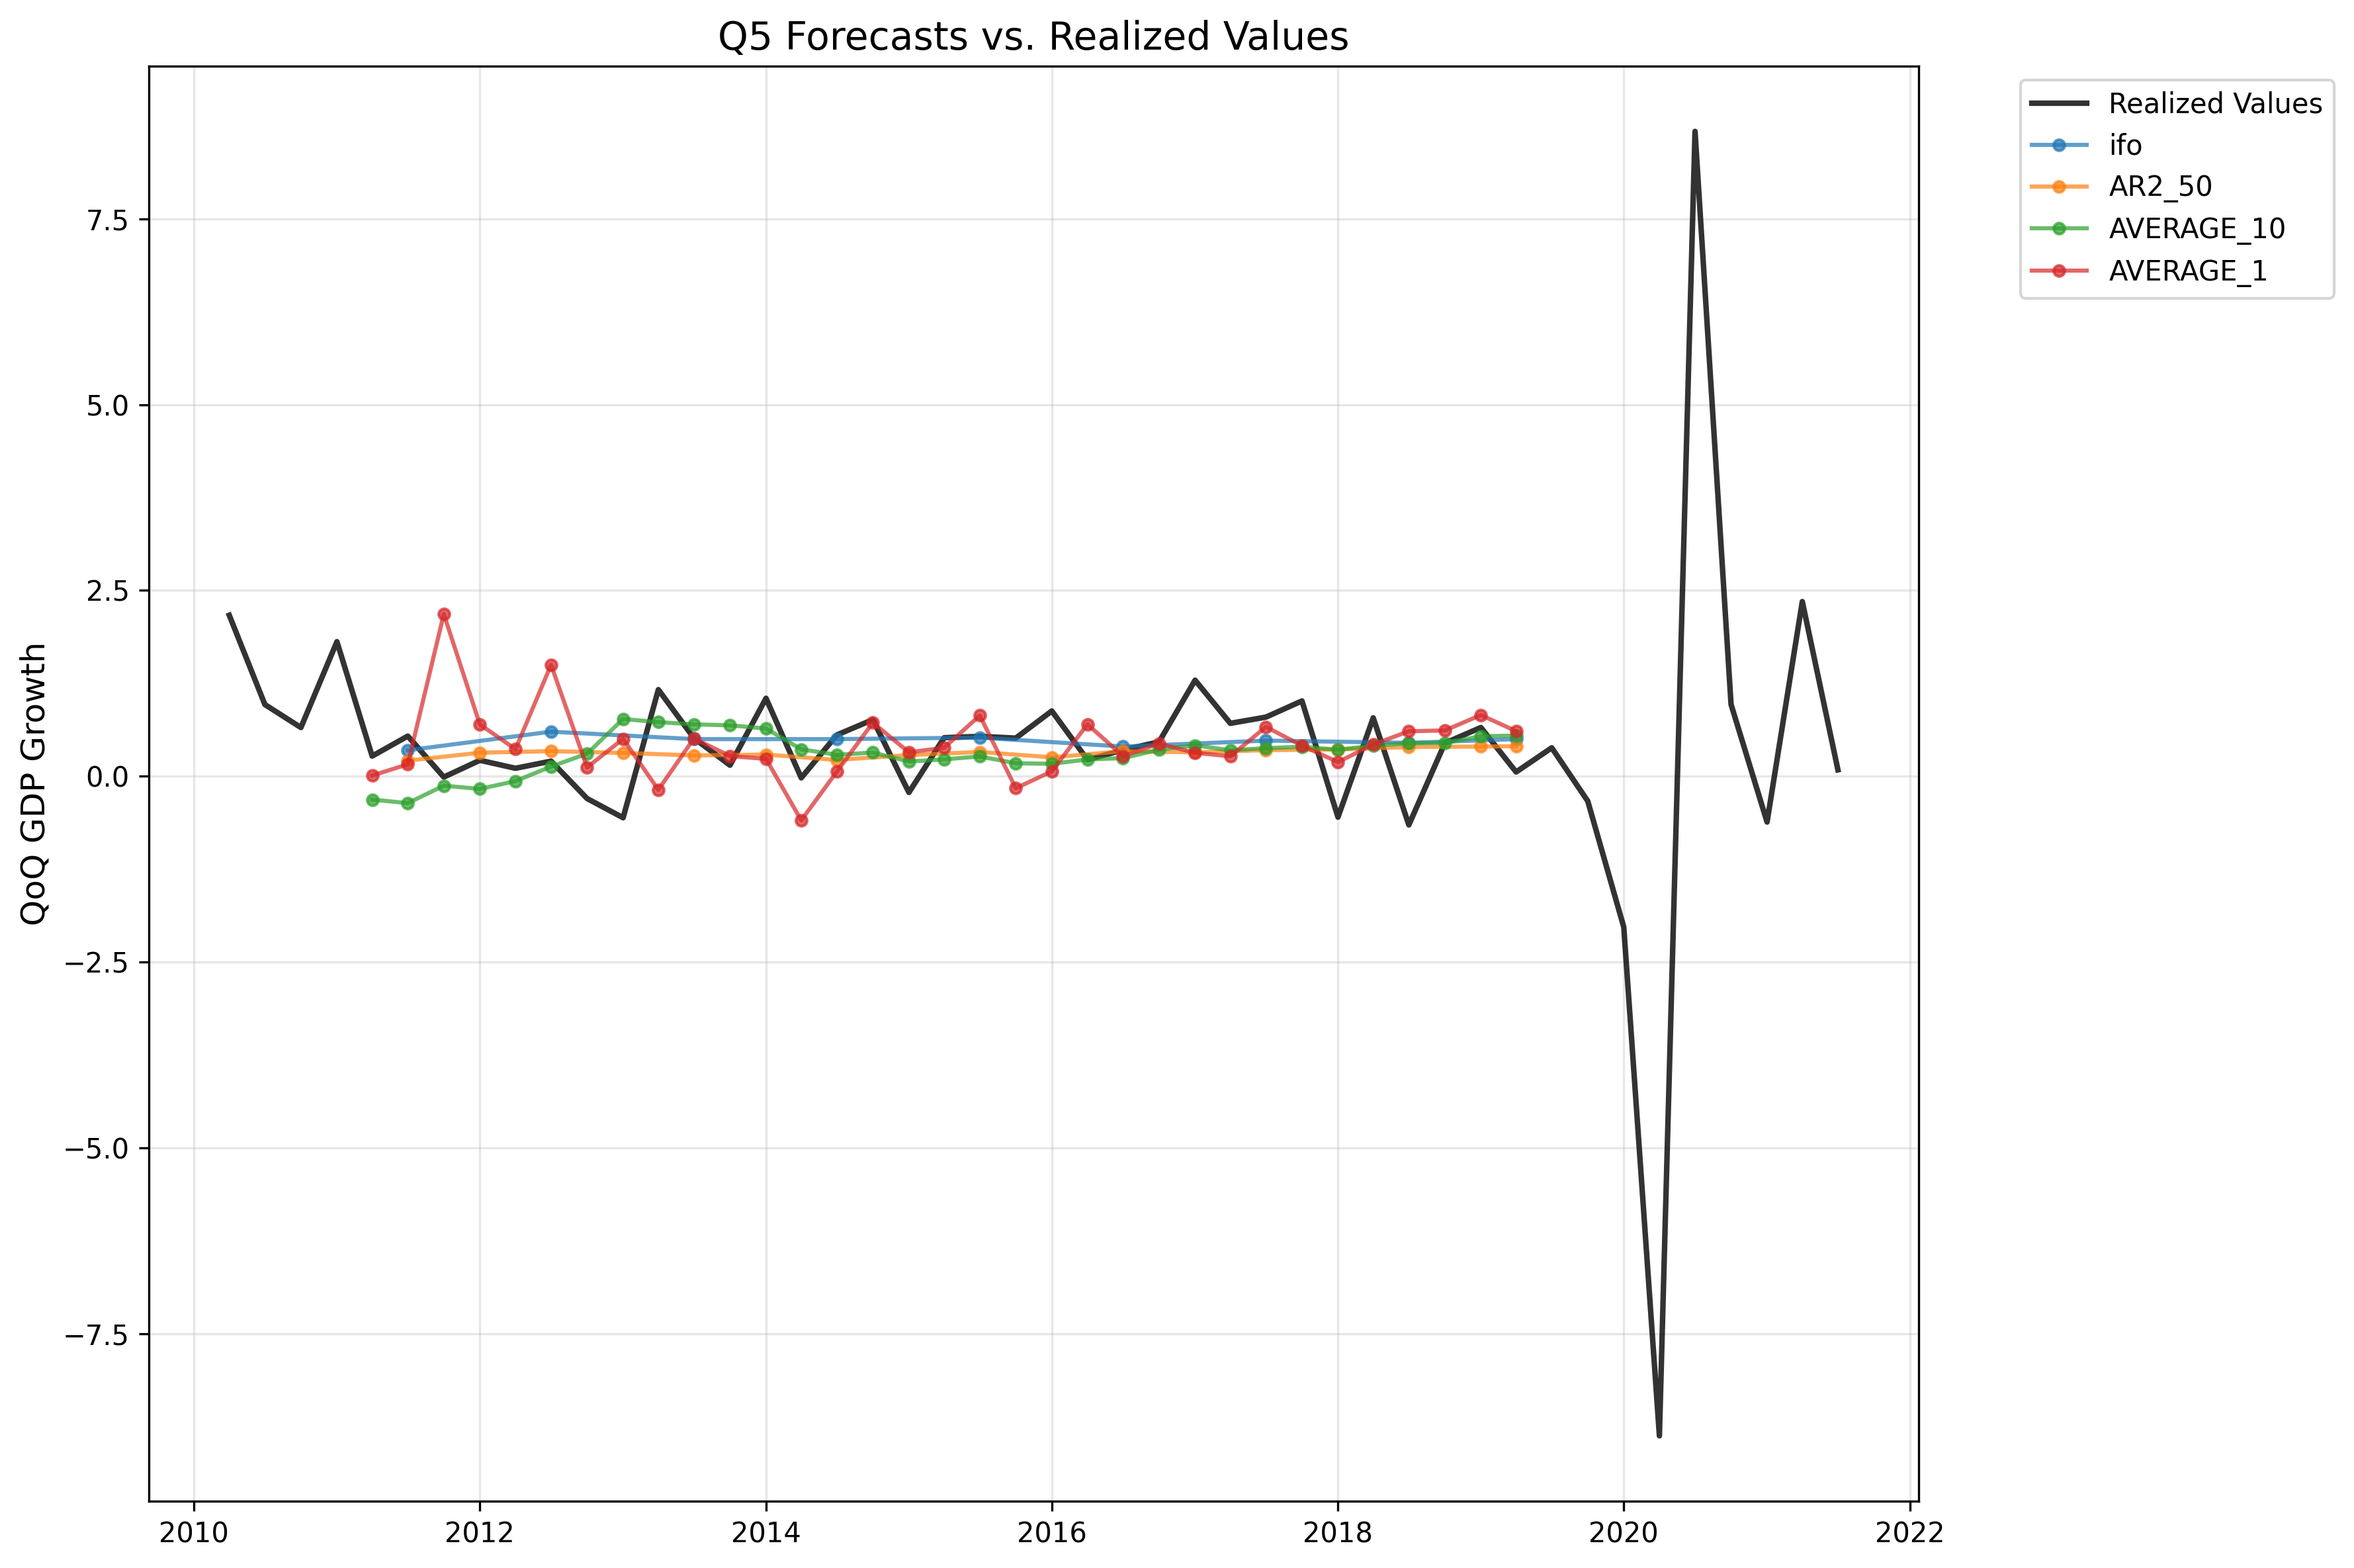 Q5 Forecasts vs. Realized Values
Realized Values
ifo
AR2_50
AVERAGE_10
AVERAGE_1
QoQ GDP Growth
7.5
5.0
2.5
0.0
−2.5
−5.0
−7.5
2010 2012 2014 2016 2018 2020 2022